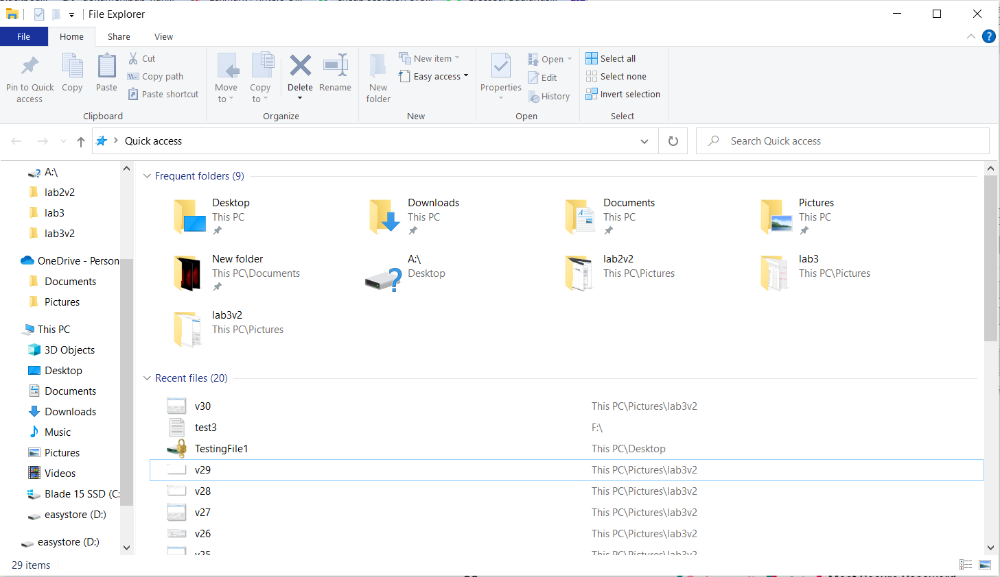 File Explorer
File
Home
Share
View
Pin to Quick access
Copy
Paste
Cut
Copy path
Paste shortcut
Clipboard
Move to
Copy to
Delete
Rename
Organize
New folder
New item
Easy access
New
Properties
Open
Edit
History
Open
Select all
Select none
Invert selection
Select
Quick access
Search Quick access
A:\
lab2v2
lab3
lab3v2
OneDrive - Person
Documents
Pictures
This PC
3D Objects
Desktop
Documents
Downloads
Music
Pictures
Videos
Blade 15 SSD (C:
easystore (D:)
easystore (D:)
Frequent folders (9)
Desktop
This PC
Downloads
This PC
Documents
This PC
Pictures
This PC
New folder
This PC\Documents
A:\
Desktop
lab2v2
This PC\Pictures
lab3
This PC\Pictures
lab3v2
This PC\Pictures
Recent files (20)
v30 This PC\Pictures\lab3v2
test3 F:\
TestingFile1 This PC\Desktop
v29 This PC\Pictures\lab3v2
v28 This PC\Pictures\lab3v2
v27 This PC\Pictures\lab3v2
v26 This PC\Pictures\lab3v2
v25 This PC\Pictures\lab3v2
29 items